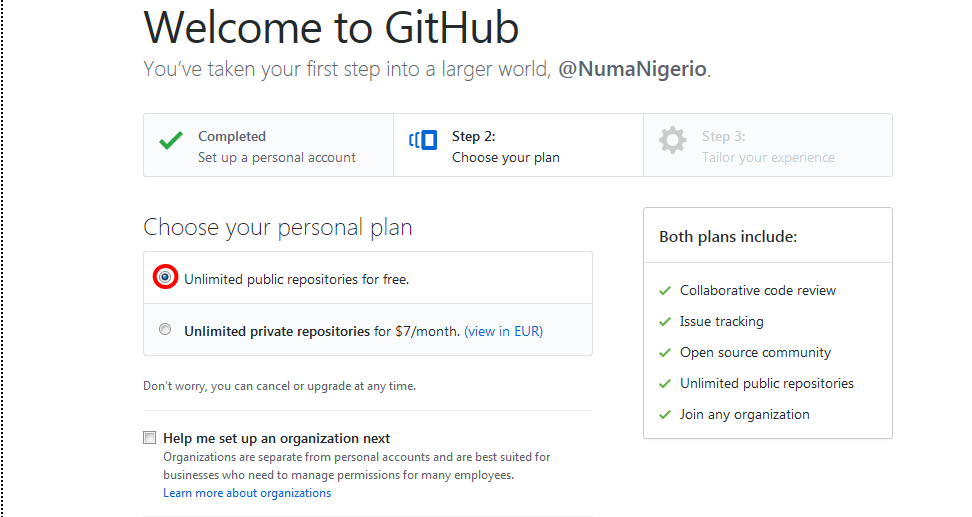 Welcome to GitHub
You’ve taken your first step into a larger world, @NumaNigerio.
Completed
Set up a personal account
Step 2:
Choose your plan
Step 3:
Tailor your experience
Choose your personal plan
Unlimited public repositories for free.
Unlimited private repositories for $7/month. (view in EUR)
Don’t worry, you can cancel or upgrade at any time.
Help me set up an organization next
Organizations are separate from personal accounts and are best suited for
businesses who need to manage permissions for many employees.
Learn more about organizations
Both plans include:
Collaborative code review
Issue tracking
Open source community
Unlimited public repositories
Join any organization